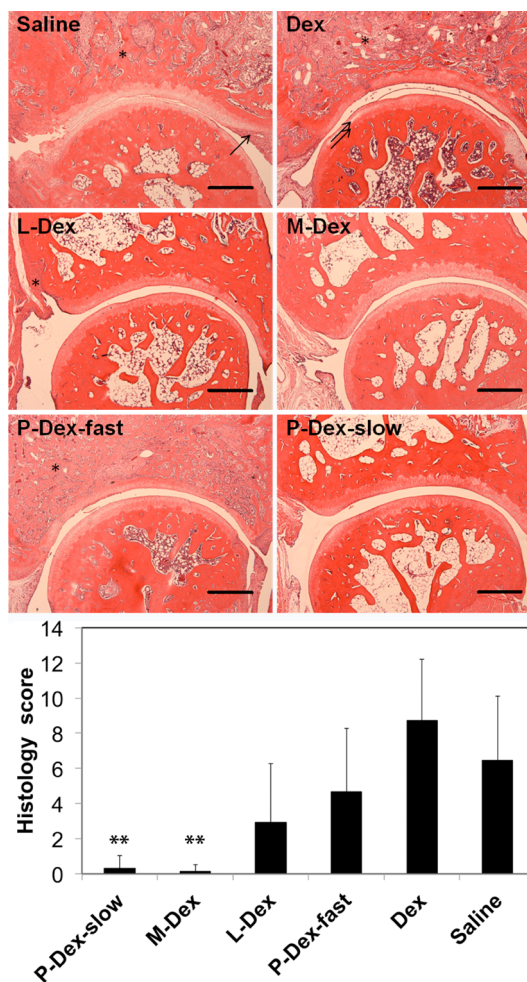 Saline
Dex
*
*
L-Dex
M-Dex
*
P-Dex-fast
P-Dex-slow
*
14
12
10
8
6
4
2
0
Histology score
**
**
P-Dex-slow
M-Dex
L-Dex
P-Dex-fast
Dex
Saline